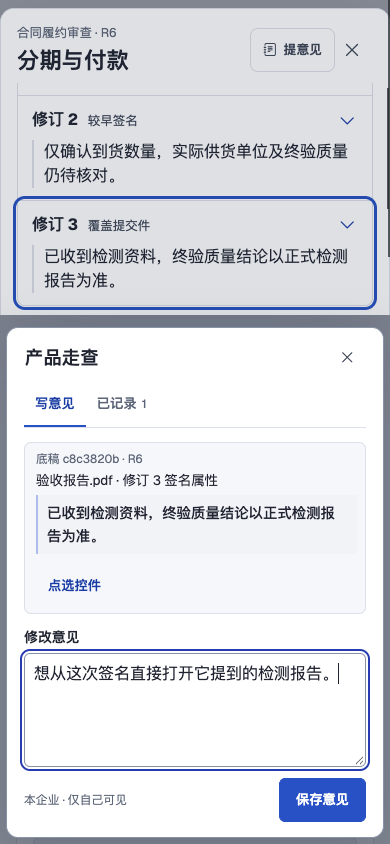 合同履约审查 · R6
分期与付款
提意见
修订 2 较早签名
仅确认到货数量，实际供货单位及终验质量
仍待核对。
修订 3 覆盖提交件
已收到检测资料，终验质量结论以正式检测
报告为准。
产品走查
写意见 已记录 1
底稿 c8c3820b · R6
验收报告.pdf · 修订 3 签名属性
已收到检测资料，终验质量结论以正式检测报
告为准。
点选控件
修改意见
想从这次签名直接打开它提到的检测报告。
本企业 · 仅自己可见
保存意见